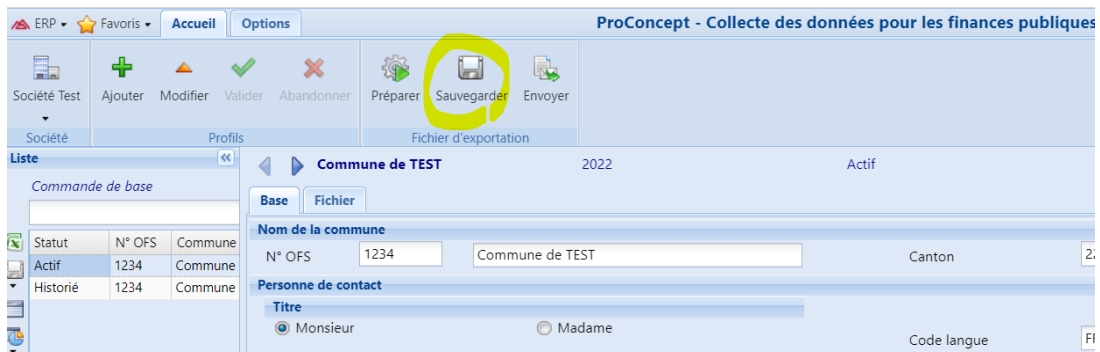 ERP Favoris Accueil Options ProConcept - Collecte des données pour les finances publiques
Société Test Ajouter Modifier Valider Abandonner Préparer Sauvegarder Envoyer
Société Profils Fichier d'exportation
Liste
Commune de TEST 2022 Actif
Commande de base
Base Fichier
Nom de la commune
Statut N° OFS Commune
N° OFS 1234 Commune de TEST Canton
Actif 1234 Commune
Historié 1234 Commune
Personne de contact
Titre
Monsieur Madame
Code langue